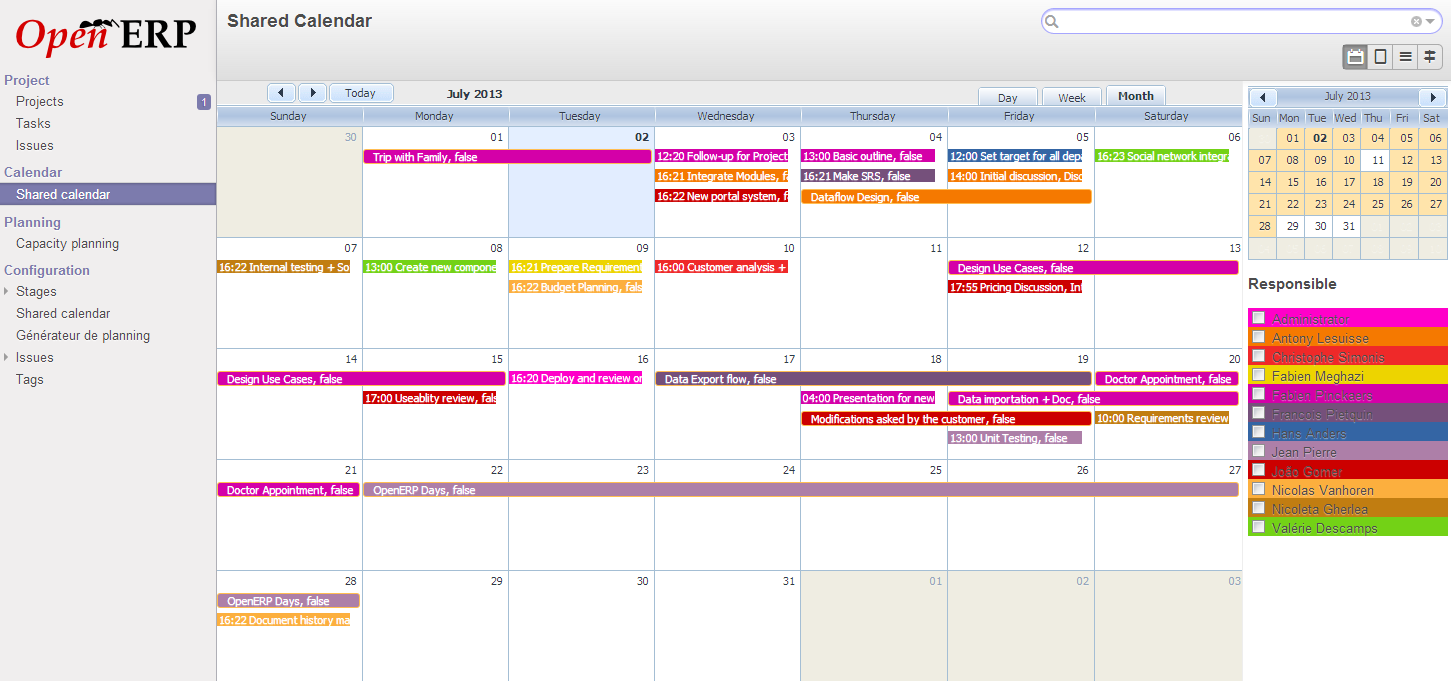 Open ERP
Project
Projects 1
Tasks
Issues
Calendar
Shared calendar
Planning
Capacity planning
Configuration
Stages
Shared calendar
Générateur de planning
Issues
Tags
Shared Calendar
Today
July 2013
Day Week Month
Sunday Monday Tuesday Wednesday Thursday Friday Saturday
30 01 02 03 04 05 06
Trip with Family, false
12:20 Follow-up for Project
13:00 Basic outline, false
12:00 Set target for all depa
16:23 Social network integra
16:21 Integrate Modules, fa
16:21 Make SRS, false
14:00 Initial discussion, Disc
16:22 New portal system, f
Dataflow Design, false
07 08 09 10 11 12 13
16:22 Internal testing + So
13:00 Create new compone
16:21 Prepare Requirement
16:00 Customer analysis +
Design Use Cases, false
16:22 Budget Planning, fals
17:55 Pricing Discussion, Int
14 15 16 17 18 19 20
Design Use Cases, false
16:20 Deploy and review or
Data Export flow, false
Doctor Appointment, false
17:00 Useablity review, fals
04:00 Presentation for new
Data importation + Doc, false
Modifications asked by the customer, false
10:00 Requirements review
13:00 Unit Testing, false
21 22 23 24 25 26 27
Doctor Appointment, false
OpenERP Days, false
28 29 30 31 01 02 03
OpenERP Days, false
16:22 Document history ma
July 2013
Sun Mon Tue Wed Thu Fri Sat
01 02 03 04 05 06
07 08 09 10 11 12 13
14 15 16 17 18 19 20
21 22 23 24 25 26 27
28 29 30 31
Responsible
Administrator
Antony Lesuisse
Christophe Simonis
Fabien Meghazi
Fabien Pinckaers
Francois Pietquin
Hans Anders
Jean Pierre
João Gomer
Nicolas Vanhoren
Nicoleta Gherlea
Valérie Descamps